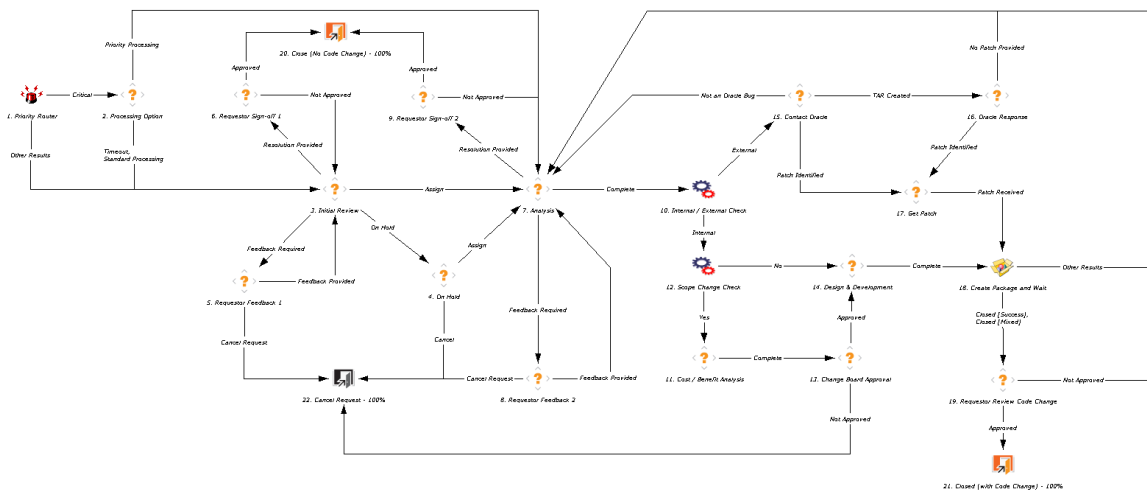 Priority Processing
20. Close (No Code Change) - 100%
No Patch Provided
Approved
Approved
Critical
Not Approved
Not Approved
Not an Oracle Bug
TAR Created
1. Priority Router
2. Processing Option
6. Requestor Sign-off 1
9. Requestor Sign-off 2
15. Contact Oracle
16. Oracle Response
Other Results
Timeout,
Standard Processing
Resolution Provided
Resolution Provided
External
Patch Identified
Patch Identified
Assign
Complete
Patch Received
3. Initial Review
7. Analysis
10. Internal / External Check
17. Get Patch
On Hold
Internal
Feedback Required
Assign
No
Complete
Other Results
Feedback Provided
5. Requestor Feedback 1
4. On Hold
12. Scope Change Check
14. Design & Development
18. Create Package and Wait
Feedback Required
Yes
Approved
Closed [Success],
Closed [Mixed]
Cancel Request
Cancel
Complete
Cancel Request
Feedback Provided
11. Cost / Benefit Analysis
13. Change Board Approval
Not Approved
22. Cancel Request - 100%
8. Requestor Feedback 2
19. Requestor Review Code Change
Not Approved
Approved
21. Closed (with Code Change) - 100%